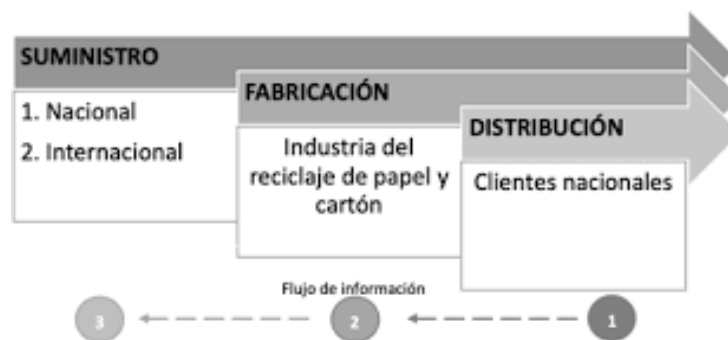 SUMINISTRO
1. Nacional
2. Internacional
FABRICACIÓN
Industria del
reciclaje de papel y
cartón
DISTRIBUCIÓN
Clientes nacionales
Flujo de información
3
2
1